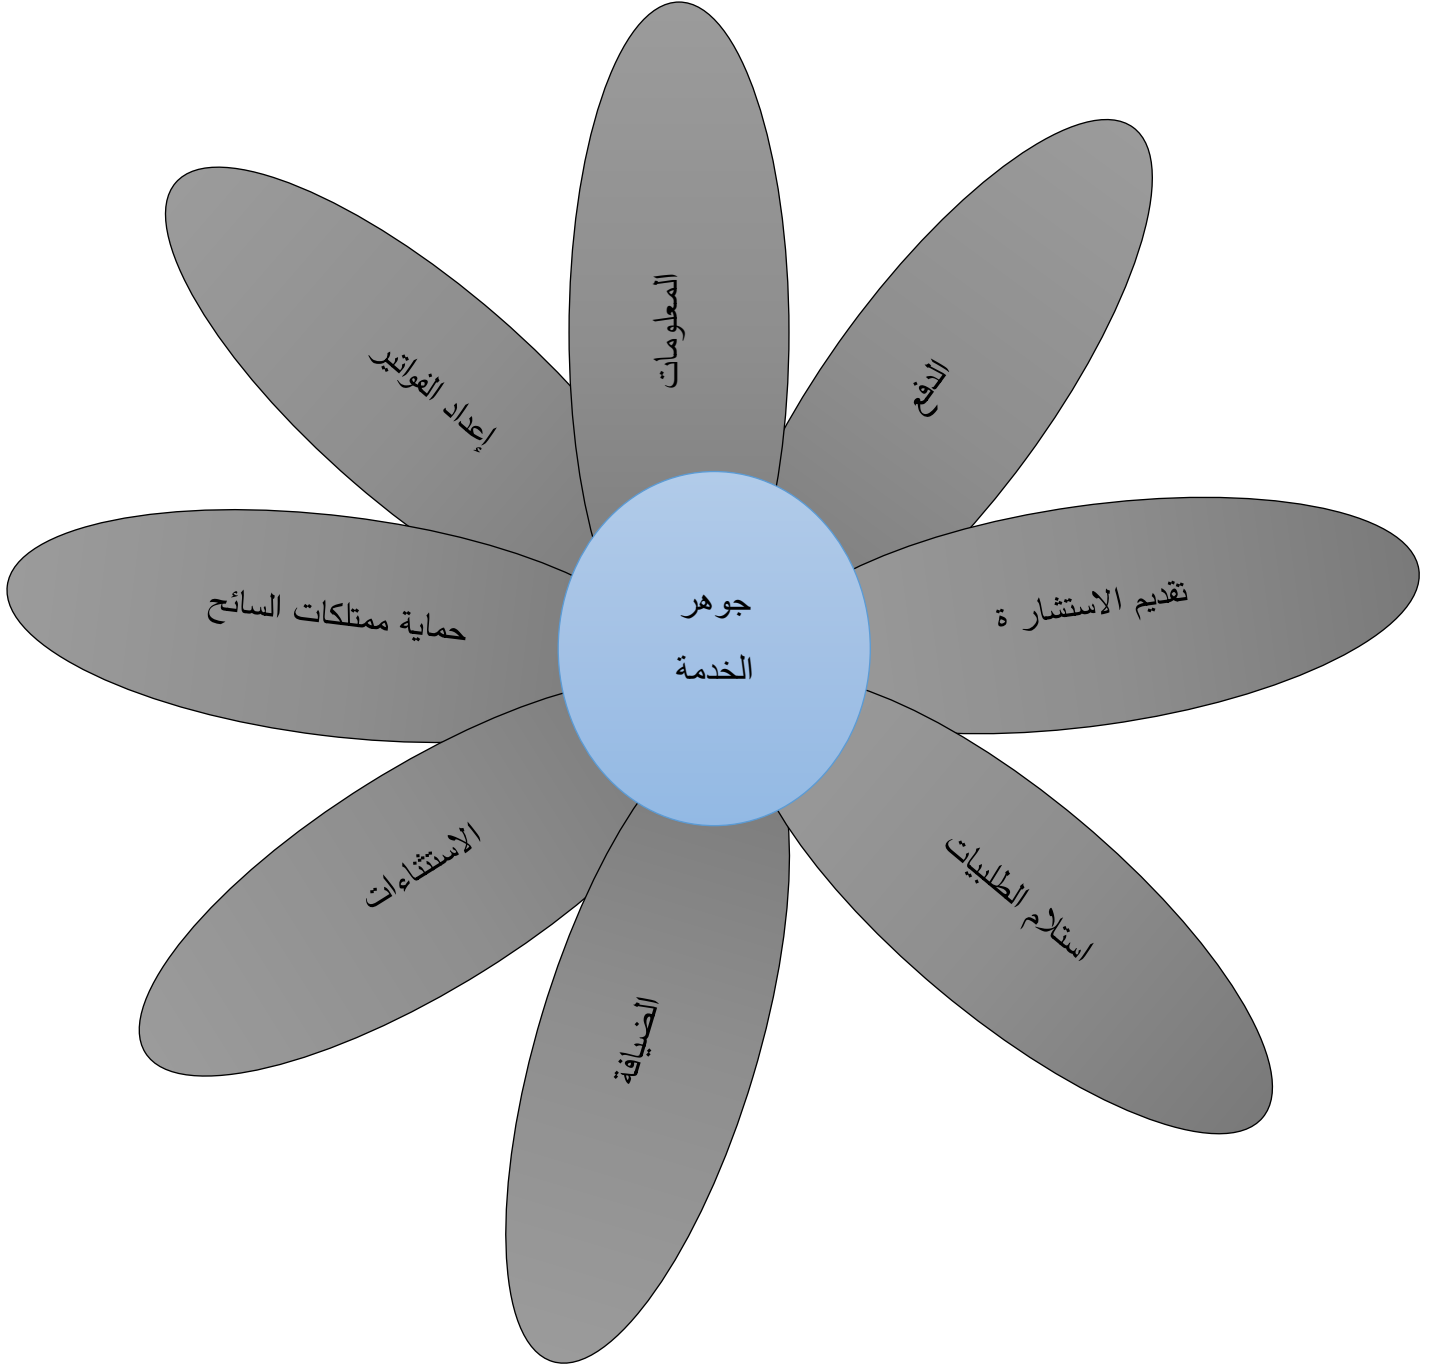 المعلومات
الدفع
تقديم الاستشار ة
استلام الطلبيات
الضيافة
الاستثناءات
حماية ممتلكات السائح
إعداد الفواتير
جوهر
الخدمة